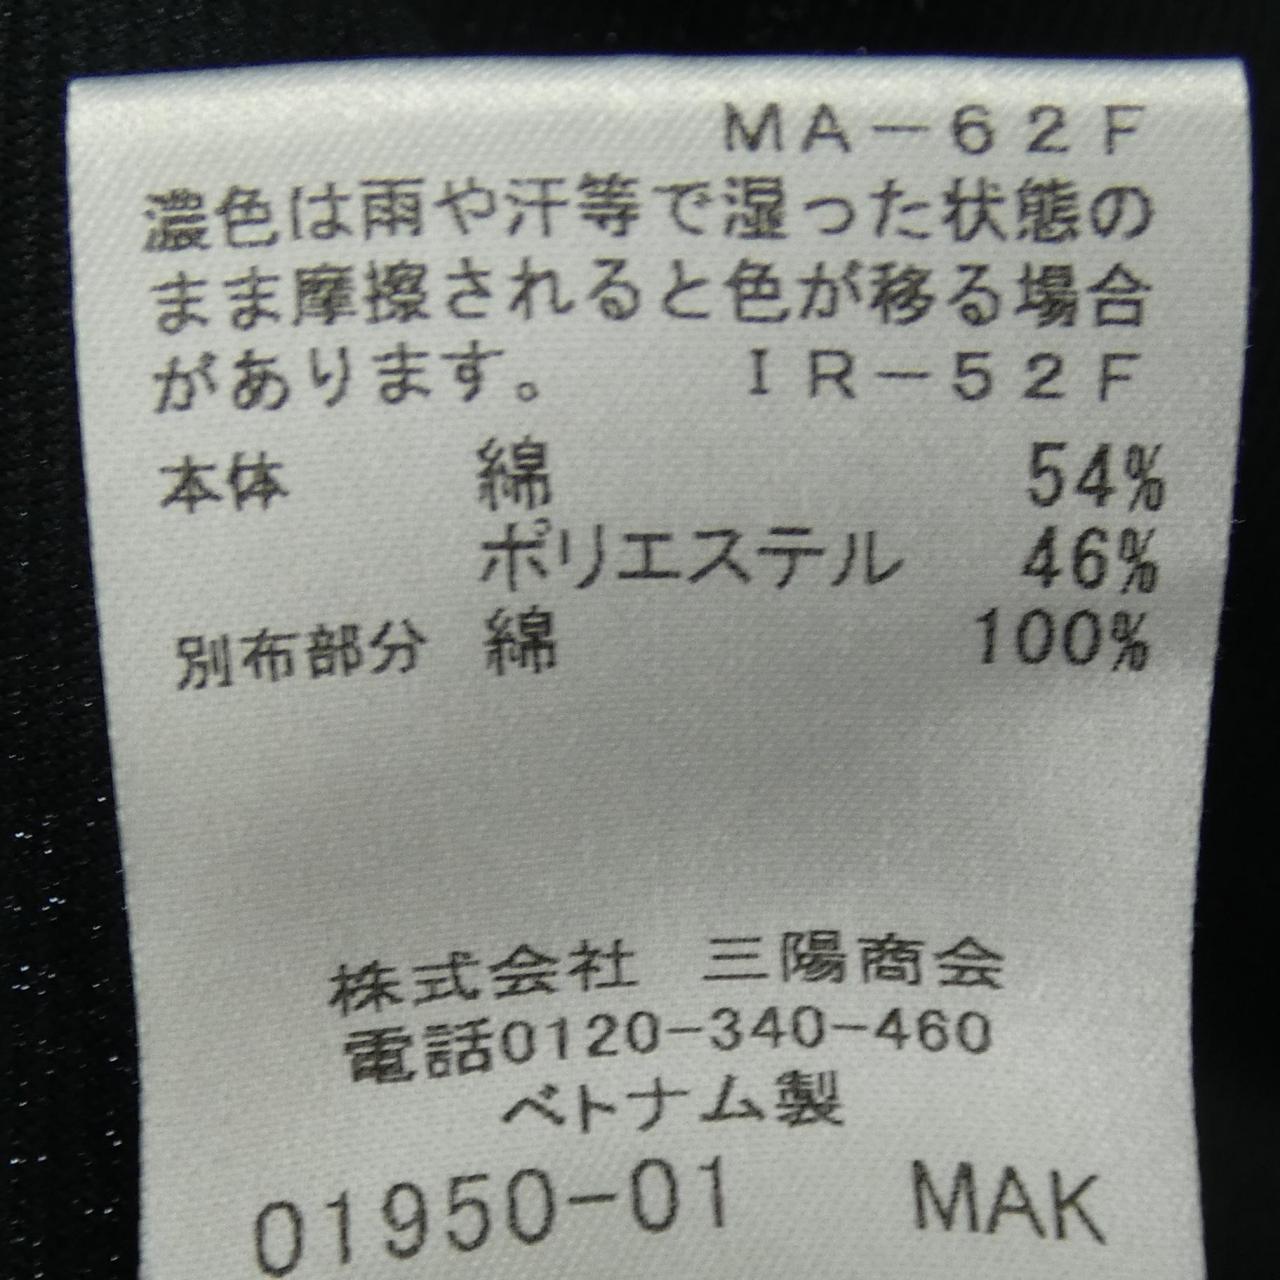 MA-62F
濃色は雨や汗等で湿った状態の
まま摩擦されると色が移る場合
があります。 IR-52F
本体 綿 54%
ポリエステル 46%
別布部分 綿 100%
株式会社 三陽商会
電話0120-340-460
ベトナム製
01950-01 MAK